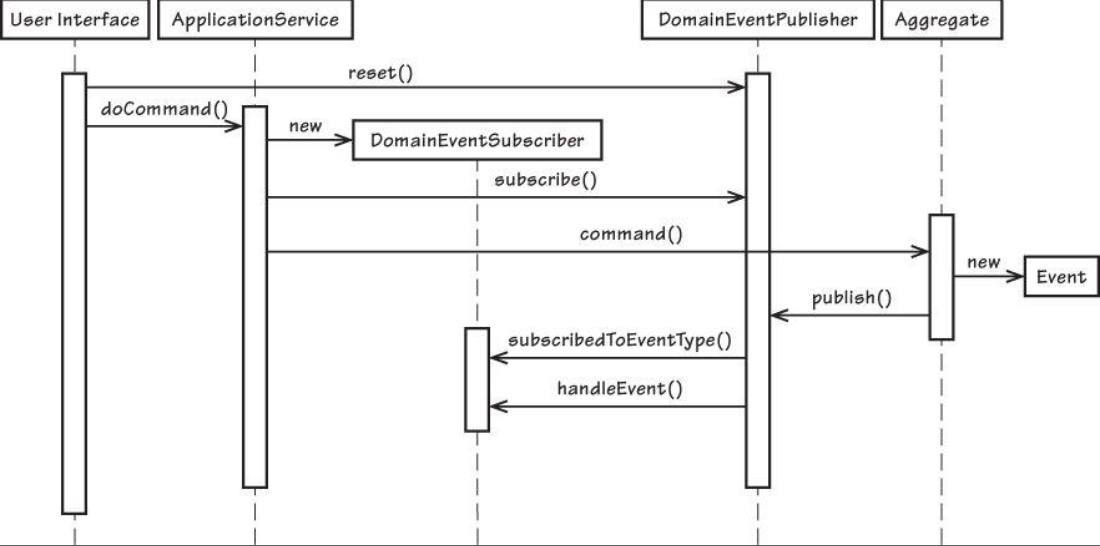 User Interface
ApplicationService
DomainEventPublisher
Aggregate
reset()
doCommand()
new
DomainEventSubscriber
subscribe()
command()
new
Event
publish()
subscribedToEventType()
handleEvent()